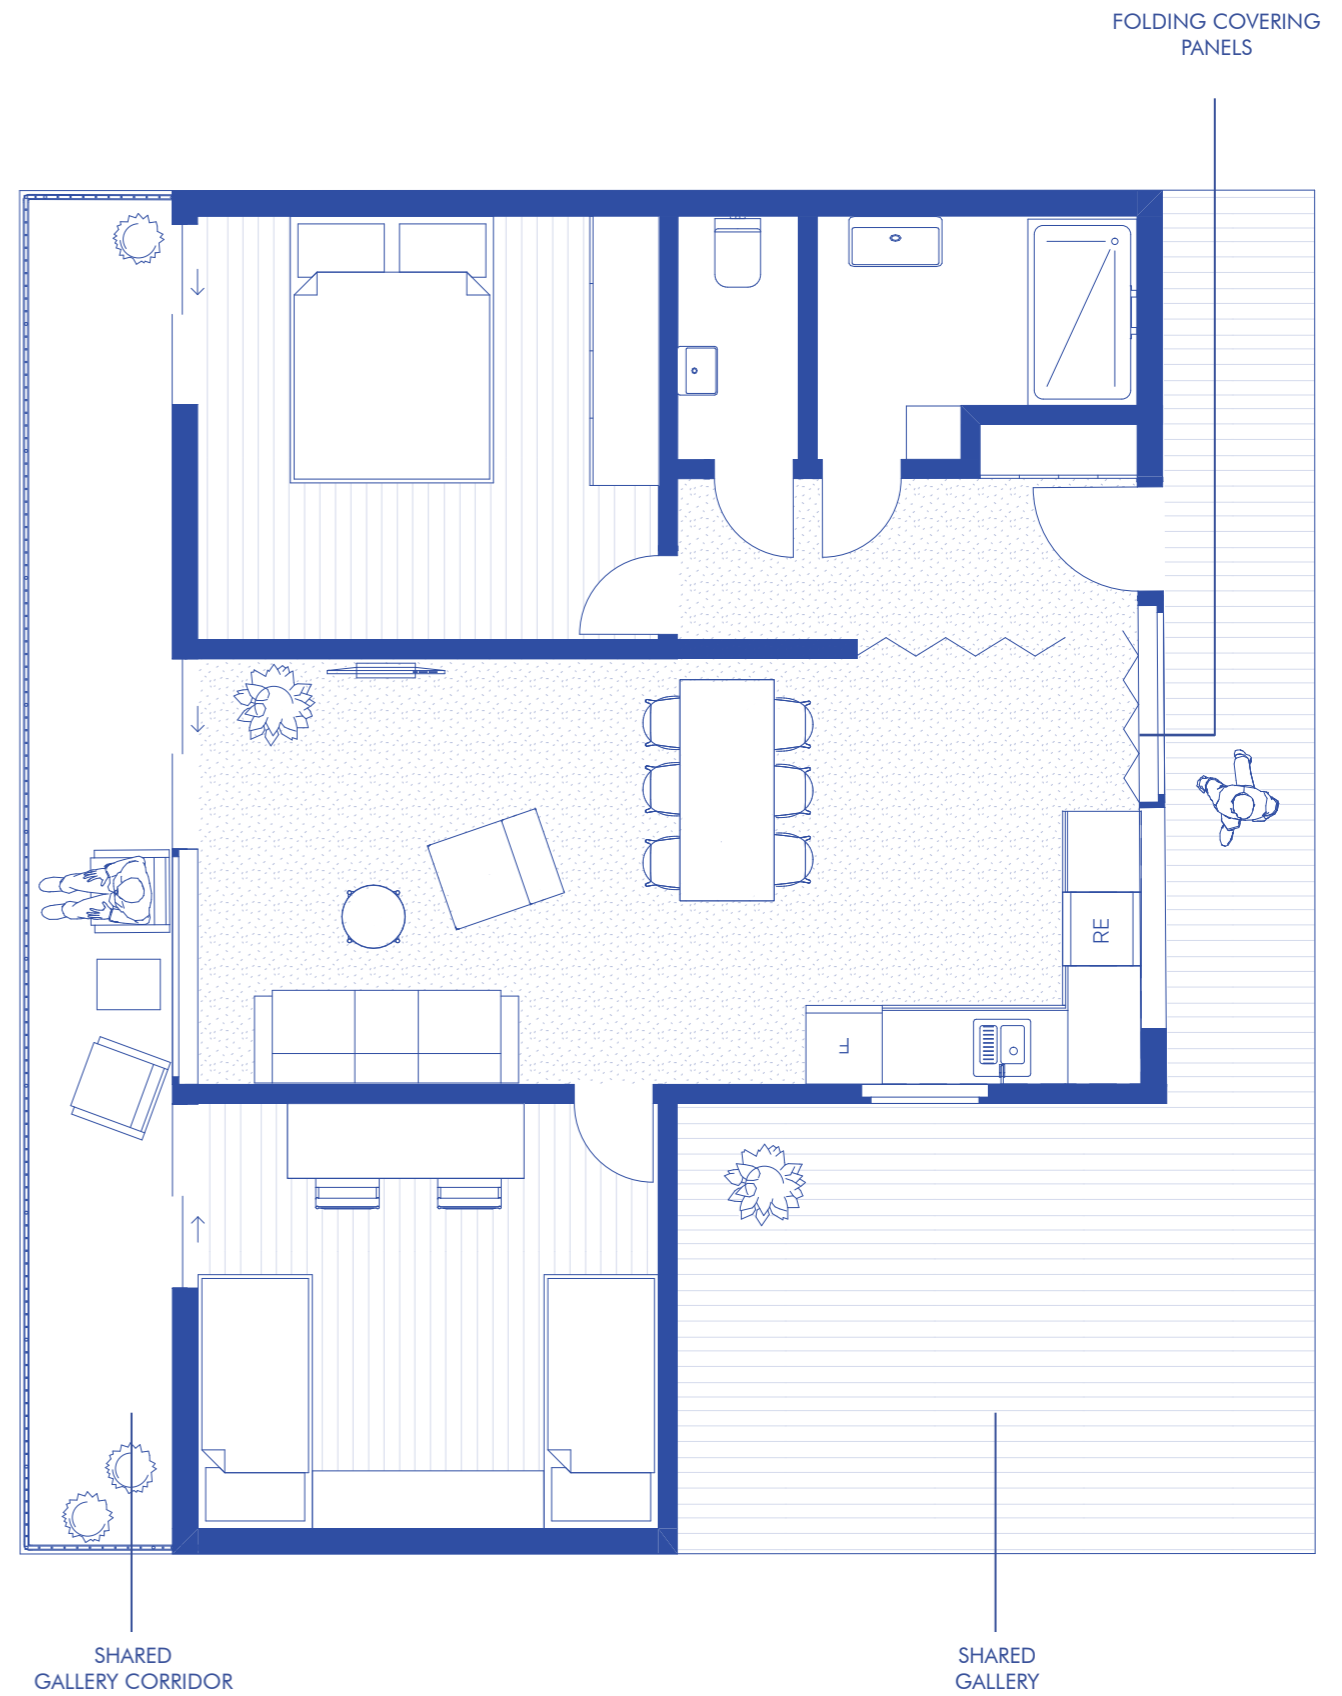 FOLDING COVERING
PANELS
RE
F
SHARED
GALLERY CORRIDOR
SHARED
GALLERY